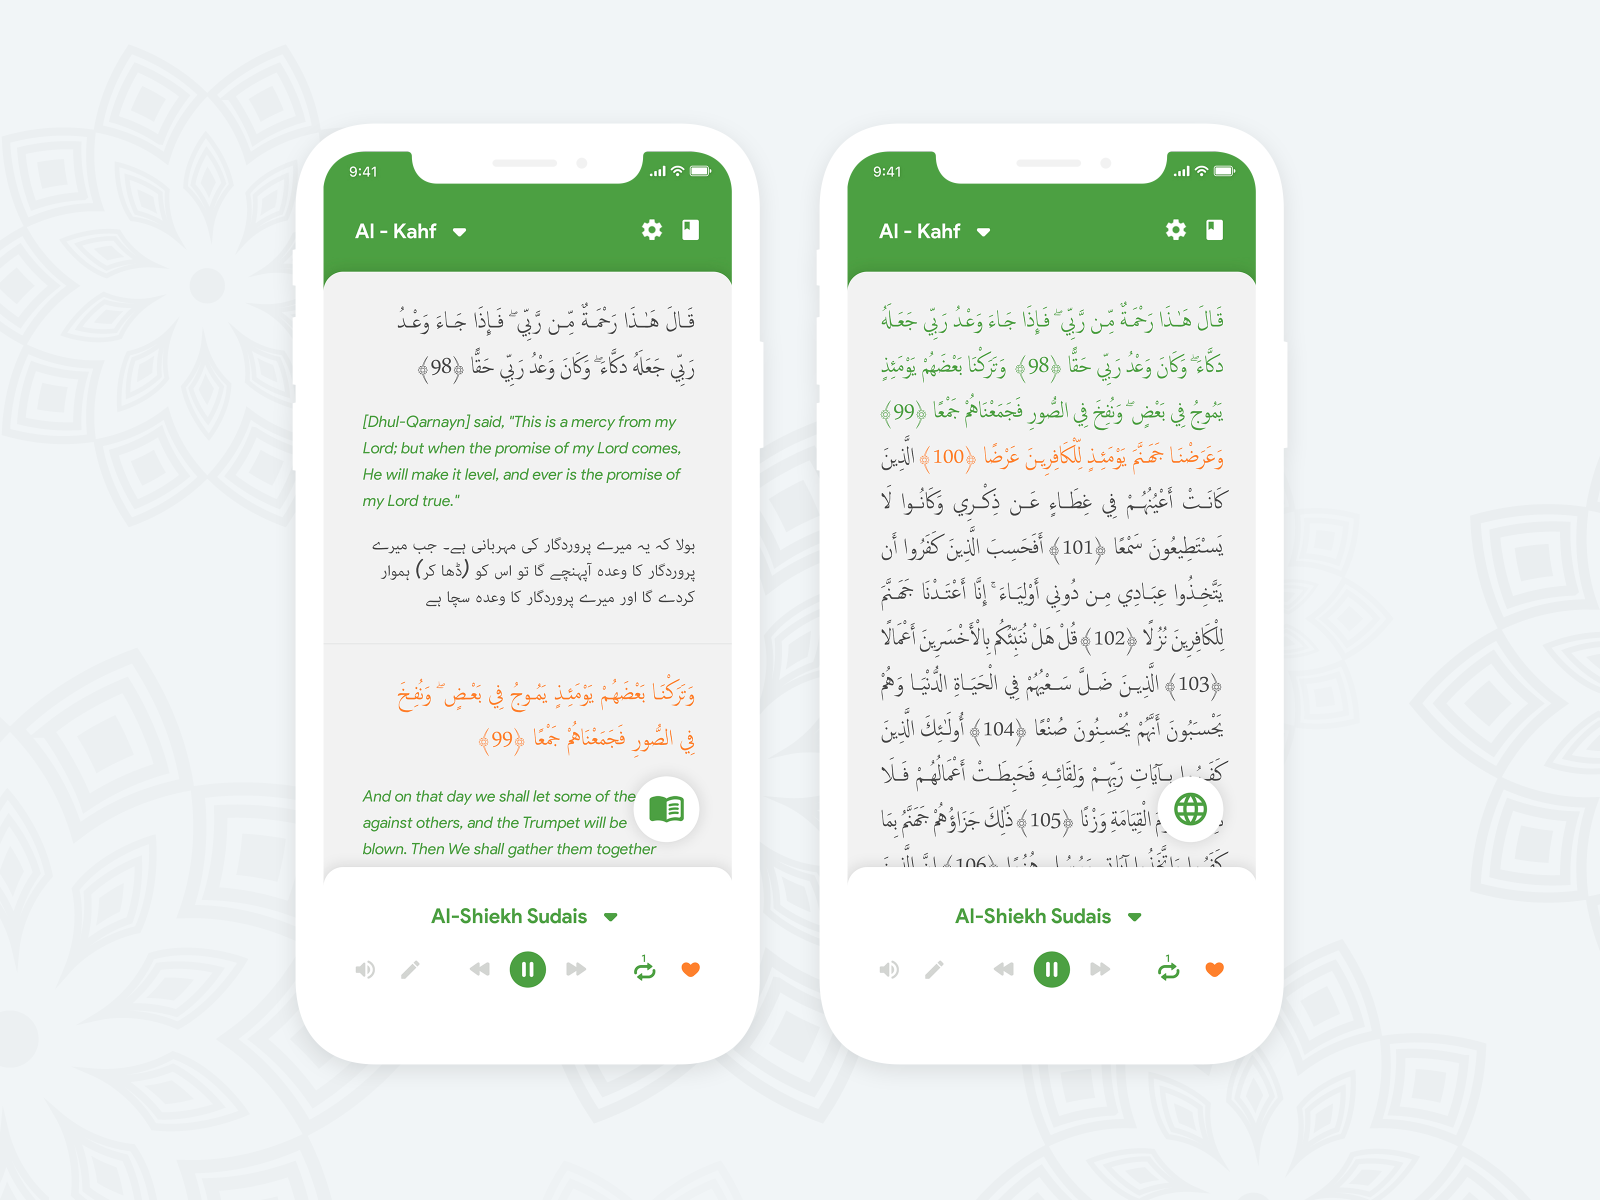 9:41
Al - Kahf
قَالَ هَـٰذَا رَحْمَةٌ مِّن رَّبِّي ۖ فَإِذَا جَاءَ وَعْدُ
رَبِّي جَعَلَهُ دَكَّاءَ ۖ وَكَانَ وَعْدُ رَبِّي حَقًّا ﴿98﴾
[Dhul-Qarnayn] said, "This is a mercy from my
Lord; but when the promise of my Lord comes,
He will make it level, and ever is the promise of
my Lord true."
بولا کہ یہ میرے پروردگار کی مہربانی ہے۔ جب میرے
پروردگار کا وعدہ آپہنچے گا تو اس کو (ڈھا کر) ہموار
کردے گا اور میرے پروردگار کا وعدہ سچا ہے
وَتَرَكْنَا بَعْضَهُمْ يَوْمَئِذٍ يَمُوجُ فِي بَعْضٍ ۖ وَنُفِخَ
فِي الصُّورِ فَجَمَعْنَاهُمْ جَمْعًا ﴿99﴾
And on that day we shall let some of the
against others, and the Trumpet will be
blown. Then We shall gather them together
Al-Shiekh Sudais
1
9:41
Al - Kahf
قَالَ هَـٰذَا رَحْمَةٌ مِّن رَّبِّي ۖ فَإِذَا جَاءَ وَعْدُ رَبِّي جَعَلَهُ
دَكَّاءَ ۖ وَكَانَ وَعْدُ رَبِّي حَقًّا ﴿98﴾ وَتَرَكْنَا بَعْضَهُمْ يَوْمَئِذٍ
يَمُوجُ فِي بَعْضٍ ۖ وَنُفِخَ فِي الصُّورِ فَجَمَعْنَاهُمْ جَمْعًا ﴿99﴾
وَعَرَضْنَا جَهَنَّمَ يَوْمَئِذٍ لِّلْكَافِرِينَ عَرْضًا ﴿100﴾ الَّذِينَ
كَانَتْ أَعْيُنُهُمْ فِي غِطَاءٍ عَن ذِكْرِي وَكَانُوا لَا
يَسْتَطِيعُونَ سَمْعًا ﴿101﴾ أَفَحَسِبَ الَّذِينَ كَفَرُوا أَن
يَتَّخِذُوا عِبَادِي مِن دُونِي أَوْلِيَاءَ ۚ إِنَّا أَعْتَدْنَا جَهَنَّمَ
لِلْكَافِرِينَ نُزُلًا ﴿102﴾ قُلْ هَلْ نُنَبِّئُكُم بِالْأَخْسَرِينَ أَعْمَالًا
﴿103﴾ الَّذِينَ ضَلَّ سَعْيُهُمْ فِي الْحَيَاةِ الدُّنْيَا وَهُمْ
يَحْسَبُونَ أَنَّهُمْ يُحْسِنُونَ صُنْعًا ﴿104﴾ أُولَـٰئِكَ الَّذِينَ
كَفَرُوا بِآيَاتِ رَبِّهِمْ وَلِقَائِهِ فَحَبِطَتْ أَعْمَالُهُمْ فَلَا
الْقِيَامَةِ وَزْنًا ﴿105﴾ ذَٰلِكَ جَزَاؤُهُمْ جَهَنَّمُ بِمَا
Al-Shiekh Sudais
1